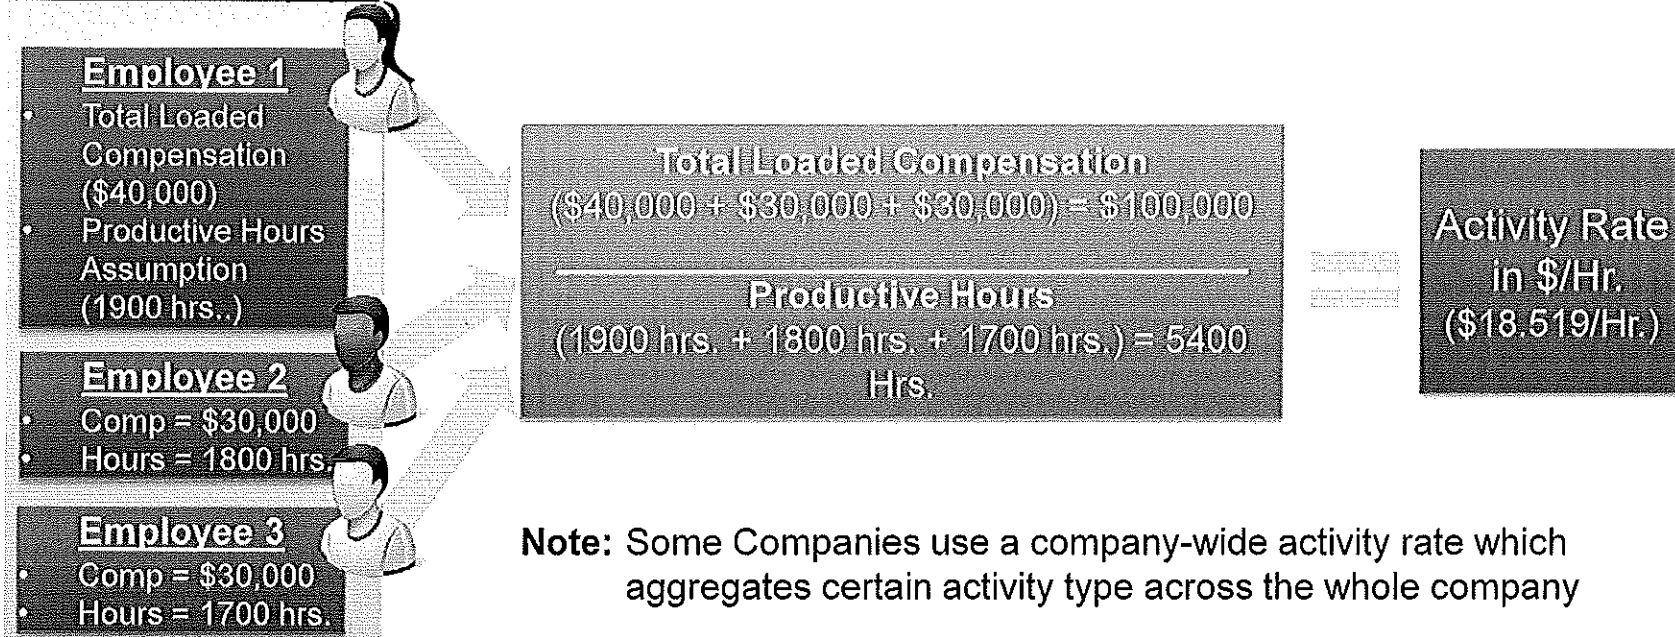 Employee 1
• Total Loaded
Compensation
($40,000)
• Productive Hours
Assumption
(1900 hrs..)
Employee 2
• Comp = $30,000
• Hours = 1800 hrs.
Employee 3
• Comp = $30,000
• Hours = 1700 hrs.
Total Loaded Compensation
($40,000 + $30,000 + $30,000) = $100,000
Productive Hours
(1900 hrs. + 1800 hrs. + 1700 hrs.) = 5400
Hrs.
Activity Rate
in $/Hr.
($18.519/Hr.)
Note: Some Companies use a company-wide activity rate which
aggregates certain activity type across the whole company